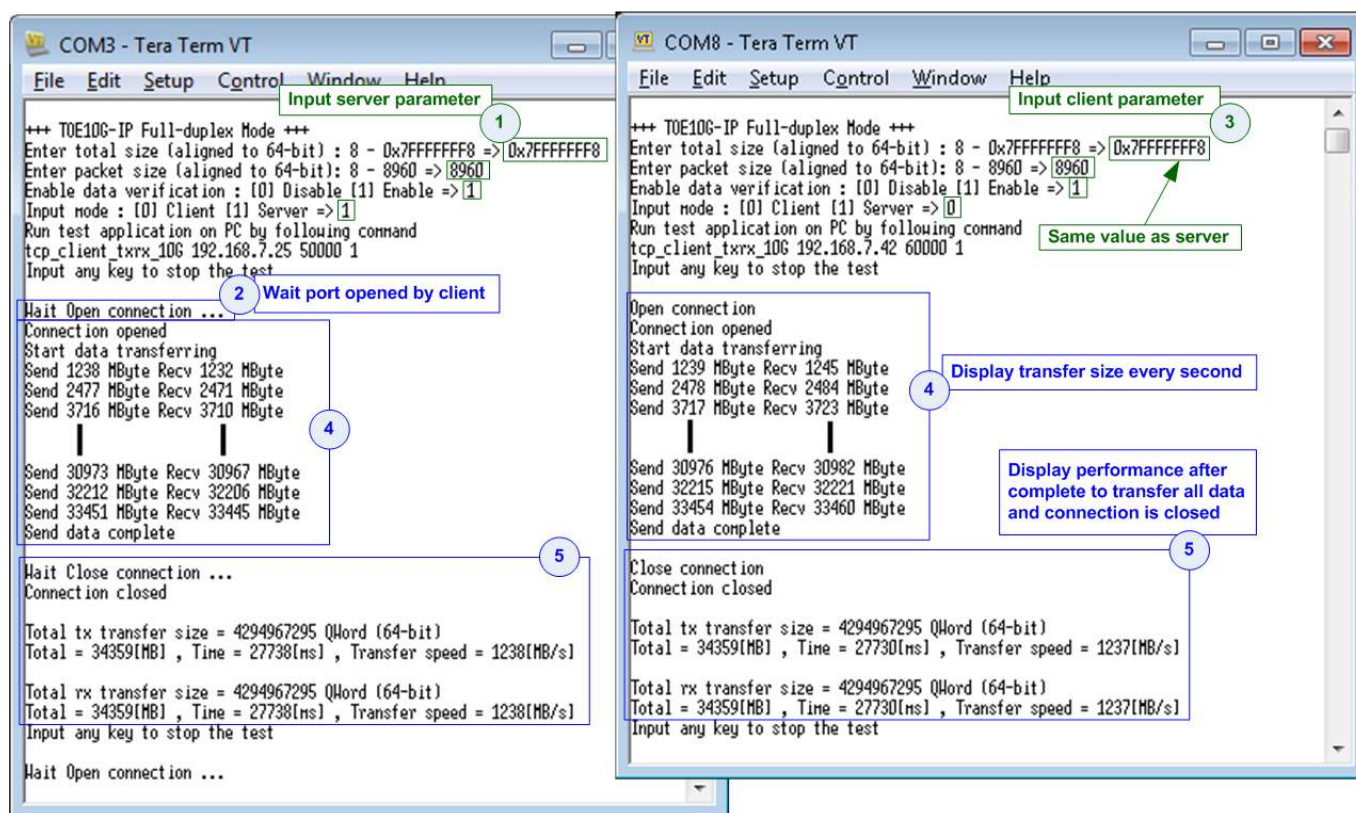 COM3 - Tera Term VT
File Edit Setup Control Window Help
Input server parameter
1
+++ TOE10G-IP Full-duplex Mode +++
Enter total size (aligned to 64-bit) : 8 - 0x7FFFFFFF8 => 0x7FFFFFFF8
Enter packet size (aligned to 64-bit): 8 - 8960 => 8960
Enable data verification : [0] Disable [1] Enable => 1
Input mode : [0] Client [1] Server => 1
Run test application on PC by following command
tcp_client_txrx_10G 192.168.7.25 50000 1
Input any key to stop the test
2
Wait port opened by client
Wait Open connection ...
Connection opened
Start data transferring
Send 1238 MByte Recv 1232 MByte
Send 2477 MByte Recv 2471 MByte
Send 3716 MByte Recv 3710 MByte
4
Send 30973 MByte Recv 30967 MByte
Send 32212 MByte Recv 32206 MByte
Send 33451 MByte Recv 33445 MByte
Send data complete
5
Wait Close connection ...
Connection closed
Total tx transfer size = 4294967295 QWord (64-bit)
Total = 34359[MB] , Time = 27738[ms] , Transfer speed = 1238[MB/s]
Total rx transfer size = 4294967295 QWord (64-bit)
Total = 34359[MB] , Time = 27738[ms] , Transfer speed = 1238[MB/s]
Input any key to stop the test
Wait Open connection ...
COM8 - Tera Term VT
File Edit Setup Control Window Help
Input client parameter
3
+++ TOE10G-IP Full-duplex Mode +++
Enter total size (aligned to 64-bit) : 8 - 0x7FFFFFFF8 => 0x7FFFFFFF8
Enter packet size (aligned to 64-bit): 8 - 8960 => 8960
Enable data verification : [0] Disable [1] Enable => 1
Input mode : [0] Client [1] Server => 0
Same value as server
Run test application on PC by following command
tcp_client_txrx_10G 192.168.7.42 60000 1
Input any key to stop the test
Open connection
Connection opened
Start data transferring
Send 1239 MByte Recv 1245 MByte
Send 2478 MByte Recv 2484 MByte
Send 3717 MByte Recv 3723 MByte
4
Display transfer size every second
Send 30976 MByte Recv 30982 MByte
Send 32215 MByte Recv 32221 MByte
Send 33454 MByte Recv 33460 MByte
Send data complete
Display performance after
complete to transfer all data
and connection is closed
5
Close connection
Connection closed
Total tx transfer size = 4294967295 QWord (64-bit)
Total = 34359[MB] , Time = 27730[ms] , Transfer speed = 1237[MB/s]
Total rx transfer size = 4294967295 QWord (64-bit)
Total = 34359[MB] , Time = 27730[ms] , Transfer speed = 1237[MB/s]
Input any key to stop the test